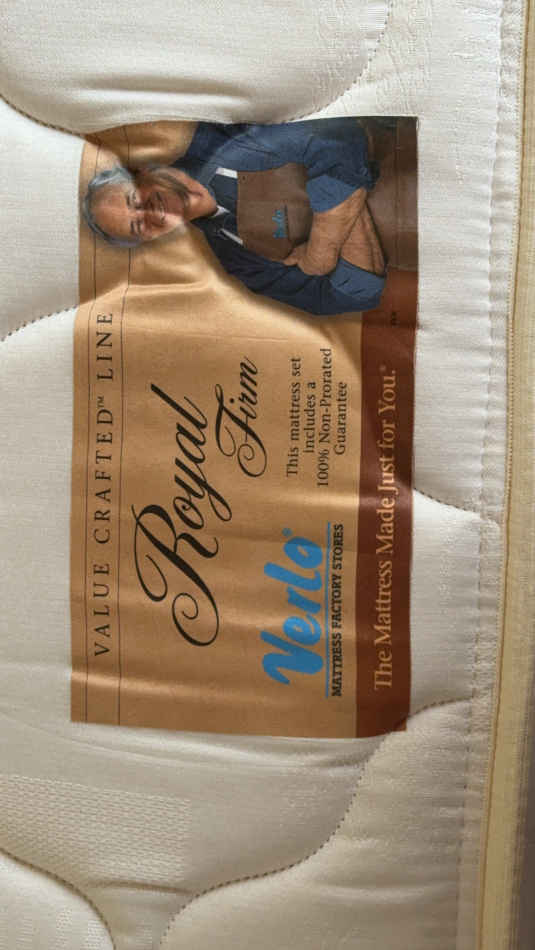 VALUE CRAFTED™ LINE
Royal
Firm
This mattress set
includes a
100% Non-Prorated
Guarantee
Verlo®
MATTRESS FACTORY STORES
The Mattress Made Just for You.®